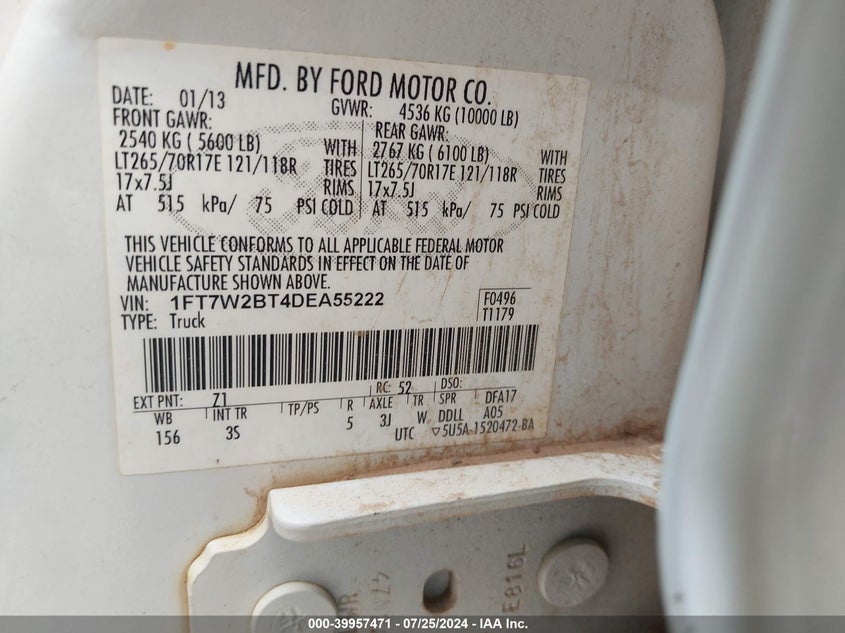 MFD. BY FORD MOTOR CO.
DATE: 01/13 GVWR: 4536 KG (10000 LB)
FRONT GAWR: REAR GAWR:
2540 KG ( 5600 LB) WITH 2767 KG ( 6100 LB) WITH
LT265/70R17E 121/118R TIRES LT265/70R17E 121/118R TIRES
17x7.5J RIMS 17x7.5J RIMS
AT 515 kPa/ 75 PSI COLD AT 515 kPa/ 75 PSI COLD
THIS VEHICLE CONFORMS TO ALL APPLICABLE FEDERAL MOTOR
VEHICLE SAFETY STANDARDS IN EFFECT ON THE DATE OF
MANUFACTURE SHOWN ABOVE.
VIN: 1FT7W2BT4DEA55222 F0496
TYPE: Truck T1179
EXT PNT: Z1 RC: 52 DSO:
WB INT TR TP/PS R AXLE TR SPR DFA17
156 3S 5 3J W DDLL A05
UTC ▽5U5A-1520472-BA
E816L
000-39957471 - 07/25/2024 - IAA Inc.